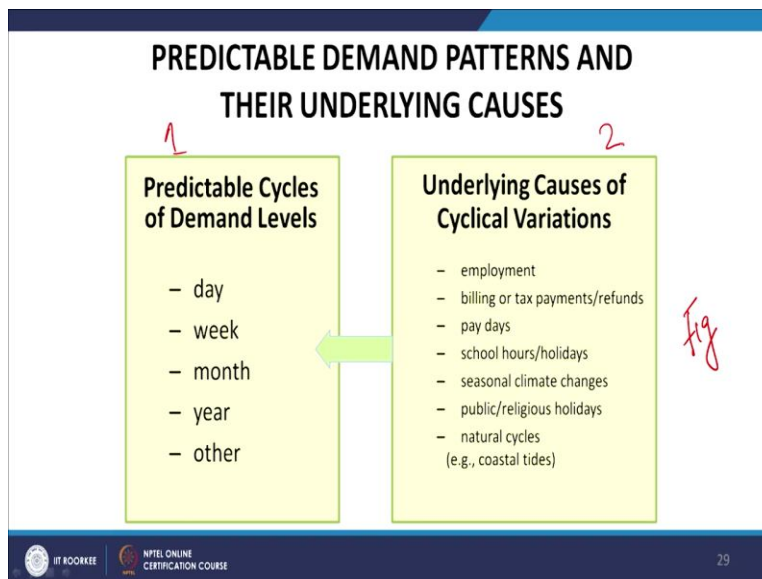 PREDICTABLE DEMAND PATTERNS AND
THEIR UNDERLYING CAUSES
1
Predictable Cycles
of Demand Levels
– day
– week
– month
– year
– other
2
Underlying Causes of
Cyclical Variations
– employment
– billing or tax payments/refunds
– pay days
– school hours/holidays
– seasonal climate changes
– public/religious holidays
– natural cycles
(e.g., coastal tides)
Fig
IIT ROORKEE
NPTEL ONLINE
CERTIFICATION COURSE
29